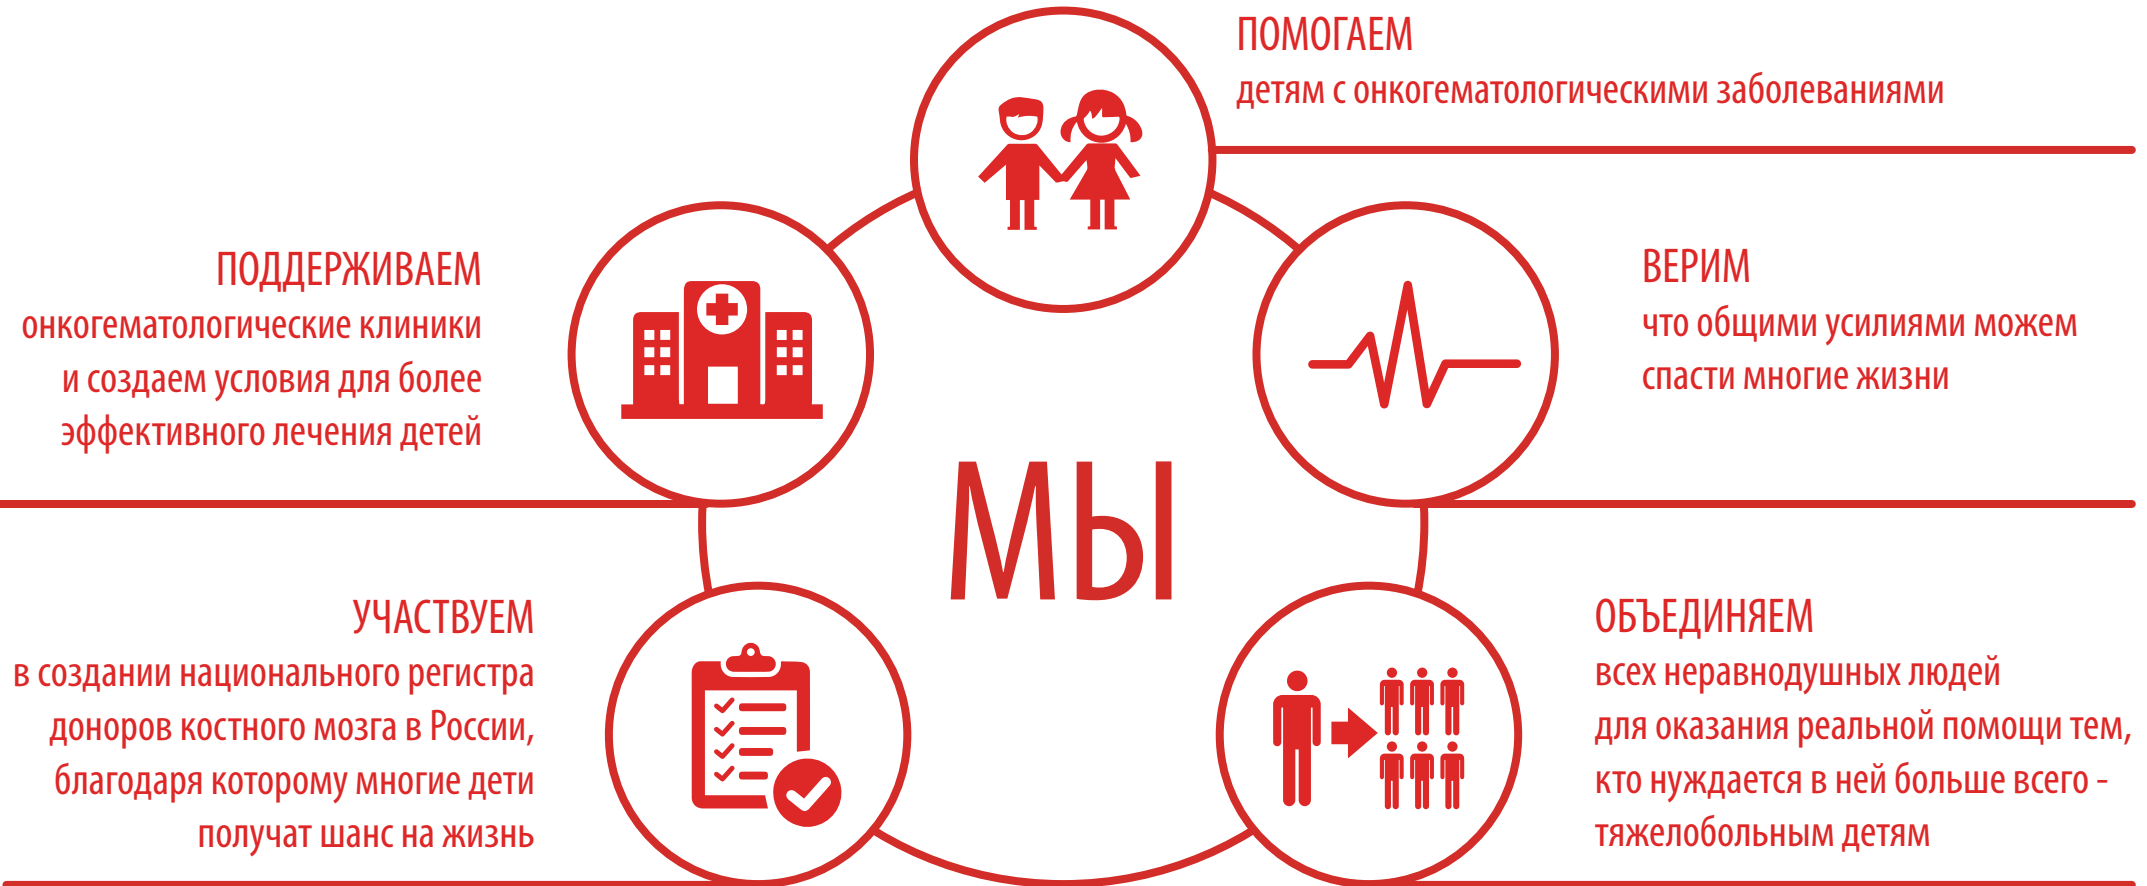 ПОМОГАЕМ
детям с онкогематологическими заболеваниями
ПОДДЕРЖИВАЕМ
онкогематологические клиники
и создаем условия для более
эффективного лечения детей
ВЕРИМ
что общими усилиями можем
спасти многие жизни
МЫ
УЧАСТВУЕМ
в создании национального регистра
доноров костного мозга в России,
благодаря которому многие дети
получат шанс на жизнь
ОБЪЕДИНЯЕМ
всех неравнодушных людей
для оказания реальной помощи тем,
кто нуждается в ней больше всего -
тяжелобольным детям